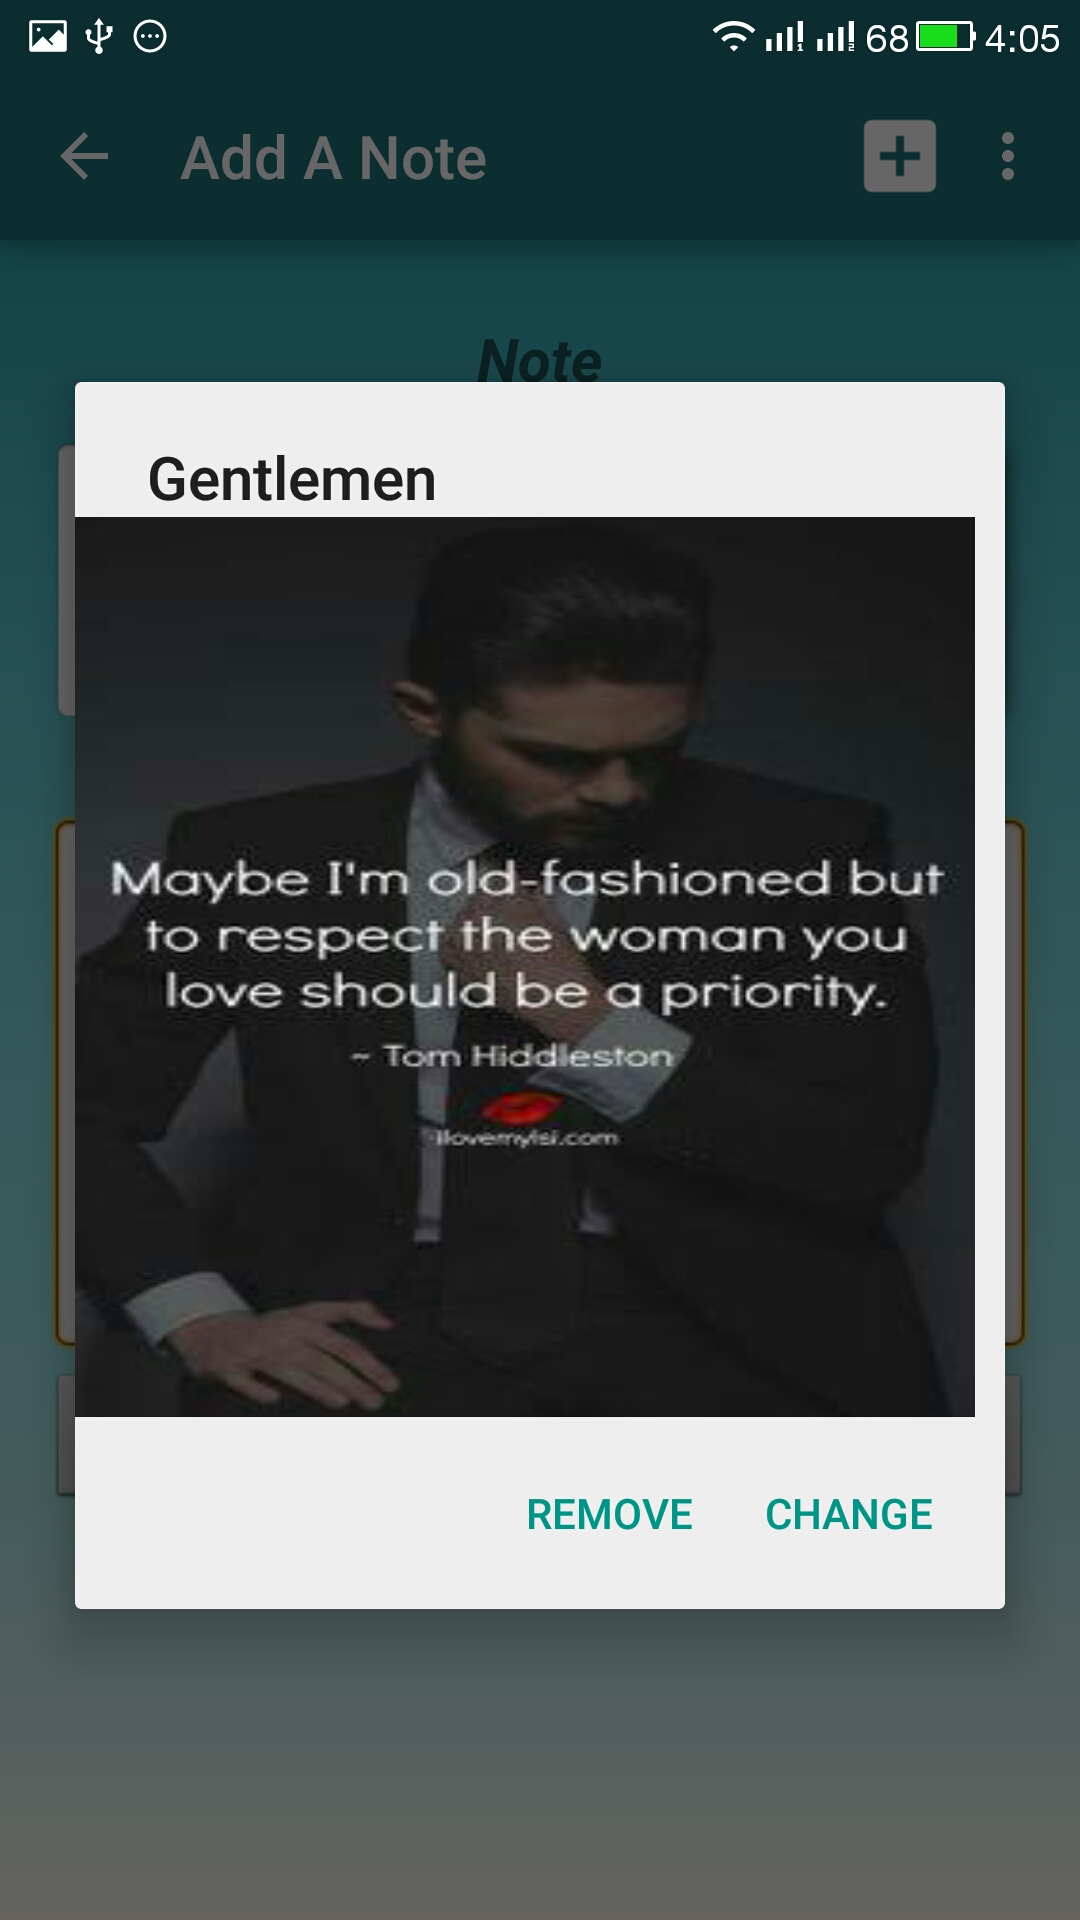 68 4:05
Add A Note
Note
Gentlemen
Maybe I'm old-fashioned but
to respect the woman you
love should be a priority.
~ Tom Hiddleston
ilovemylsi.com
REMOVE CHANGE